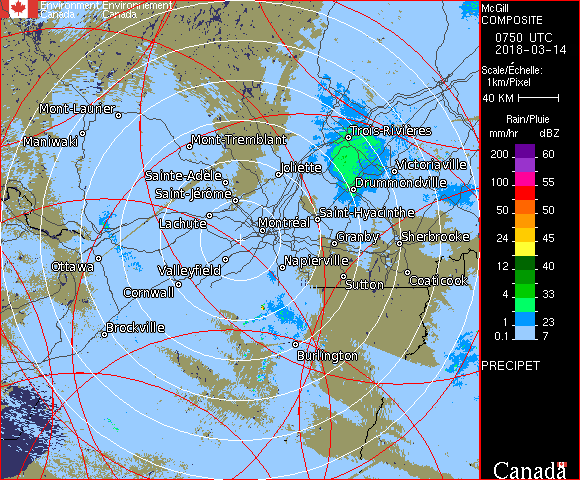 Environment Environnement
Canada Canada
Mont-Laurier
Maniwaki
Mont-Tremblant
Trois-Rivières
Sainte-Adèle
Joliette
Victoriaville
Saint-Jérôme
Drummondville
Lachute
Montréal
Saint-Hyacinthe
Granby
Sherbrooke
Ottawa
Valleyfield
Napierville
Cornwall
Sutton
Coaticook
Brockville
Burlington
McGill
COMPOSITE
0750 UTC
2018-03-14
Scale/Échelle:
1km/Pixel
40 KM
Rain/Pluie
mm/hr dBZ
200 60
100 55
50 50
24 45
12 40
4 33
1 23
0.1 7
PRECIPET
Canada